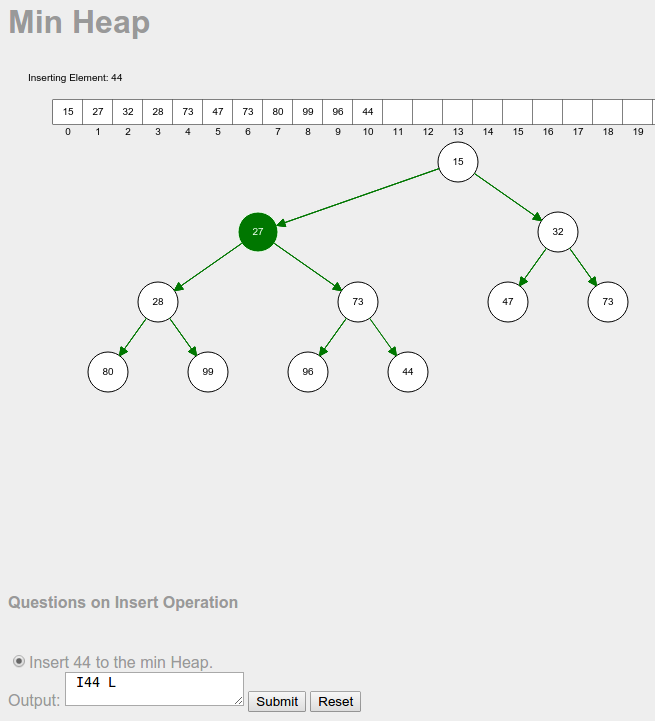 Min Heap
Inserting Element: 44
15 27 32 28 73 47 73 80 99 96 44
0 1 2 3 4 5 6 7 8 9 10 11 12 13 14 15 16 17 18 19
15
27 32
28 73 47 73
80 99 96 44
Questions on Insert Operation
Insert 44 to the min Heap.
Output: I44 L Submit Reset